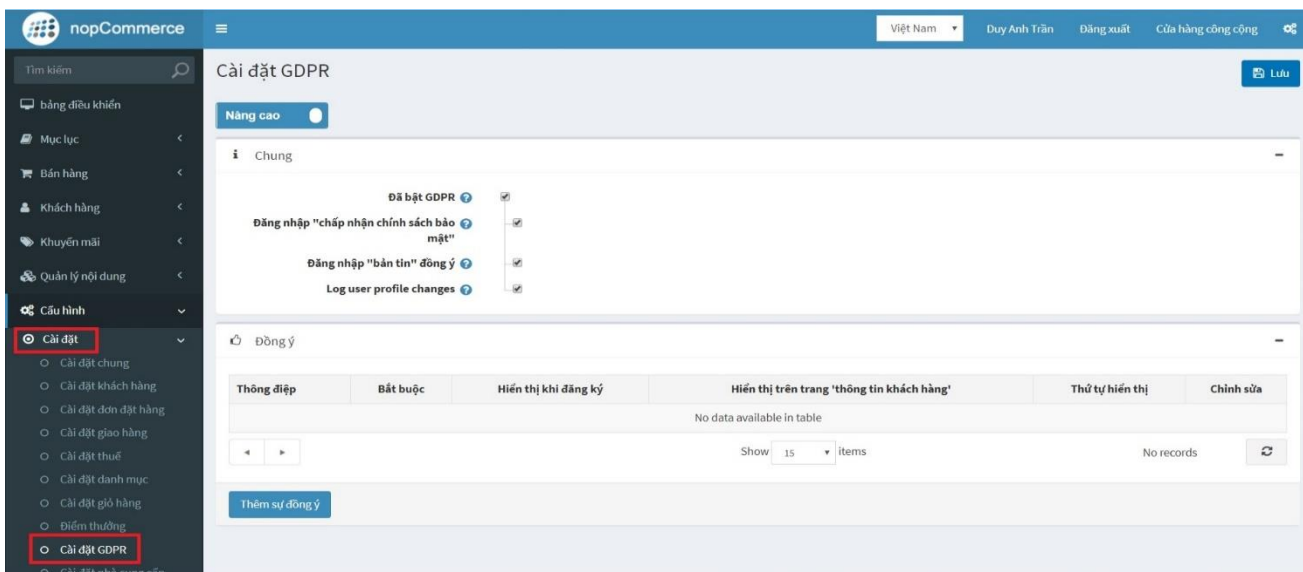 nopCommerce
Việt Nam Duy Anh Trần Đăng xuất Cửa hàng công cộng
Tìm kiếm
Cài đặt GDPR
Lưu
bảng điều khiển
Nâng cao
Mục lục
Chung
Bán hàng
Đã bật GDPR
Khách hàng
Đăng nhập "chấp nhận chính sách bảo
mật"
Khuyến mãi
Đăng nhập "bản tin" đồng ý
Quản lý nội dung
Log user profile changes
Cấu hình
Cài đặt
Đồng ý
Cài đặt chung
Cài đặt khách hàng
Thông điệp Bắt buộc Hiển thị khi đăng ký Hiển thị trên trang 'thông tin khách hàng' Thứ tự hiển thị Chỉnh sửa
Cài đặt đơn đặt hàng
No data available in table
Cài đặt giao hàng
Cài đặt thuế
Show 15 items No records
Cài đặt danh mục
Cài đặt giỏ hàng
Thêm sự đồng ý
Điểm thưởng
Cài đặt GDPR